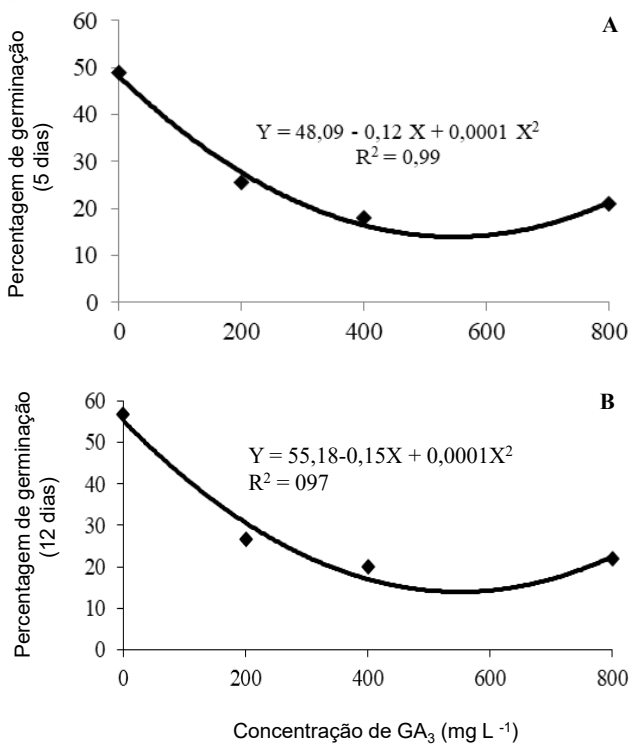 A
Percentagem de germinação
(5 dias)
60
50
40
30
20
10
0
Y = 48,09 - 0,12 X + 0,0001 X²
R² = 0,99
0 200 400 600 800
B
Percentagem de germinação
(12 dias)
60
50
40
30
20
10
0
Y = 55,18-0,15X + 0,0001X²
R² = 097
0 200 400 600 800
Concentração de GA₃ (mg L ⁻¹)